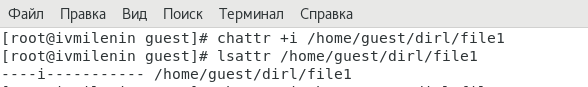 Файл Правка Вид Поиск Терминал Справка
[root@ivmilenin guest]# chattr +i /home/guest/dirl/file1
[root@ivmilenin guest]# lsattr /home/guest/dirl/file1
----i----------- /home/guest/dirl/file1